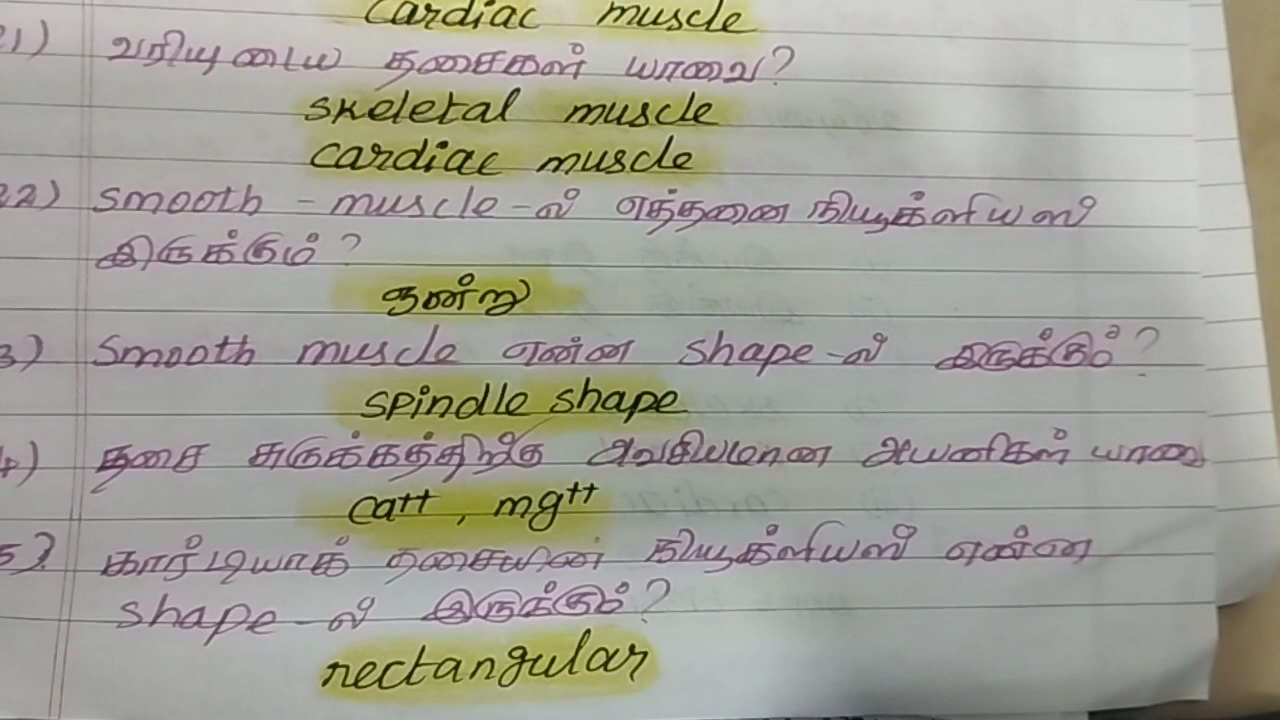 cardiac muscle
21) வரியுடைய தசைகள் யாவை?
skeletal muscle
cardiac muscle
22) smooth - muscle - ல் எத்தனை நியூக்ளியஸ்
இருக்கும்?
ஒன்று
3) smooth muscle என்ன shape - ல் இருக்கும்?
spindle shape
4) தசை சுருக்கத்திற்கு அவசியமான அயனிகள் யாவை
ca++, mg++
5) கார்டியாக் தசையின் நியூக்ளியஸ் என்ன
shape - ல் இருக்கும்?
rectangular